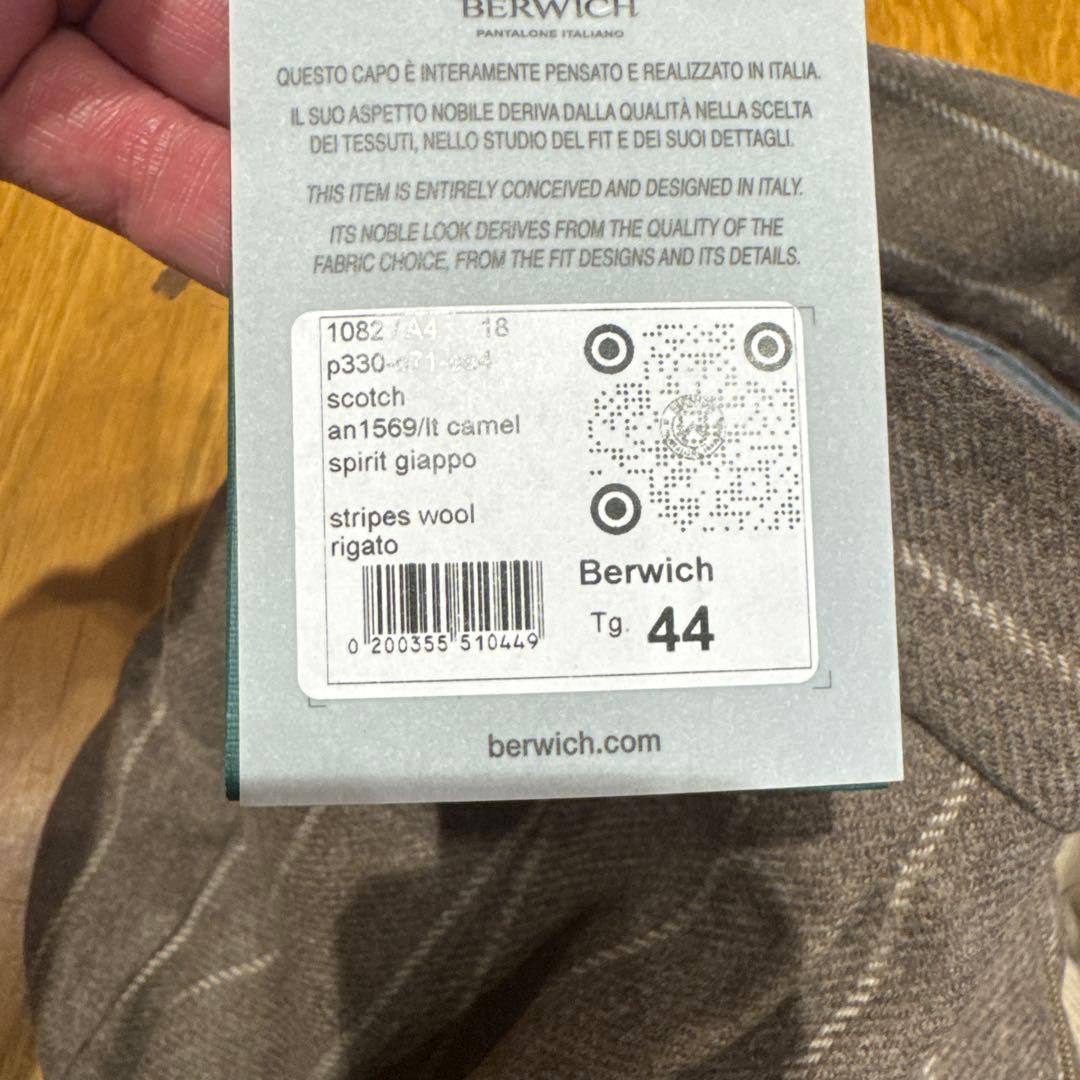 BERWICH
PANTALONE ITALIANO
QUESTO CAPO È INTERAMENTE PENSATO E REALIZZATO IN ITALIA.
IL SUO ASPETTO NOBILE DERIVA DALLA QUALITÀ NELLA SCELTA
DEI TESSUTI, NELLO STUDIO DEL FIT E DEI SUOI DETTAGLI.
THIS ITEM IS ENTIRELY CONCEIVED AND DESIGNED IN ITALY.
ITS NOBLE LOOK DERIVES FROM THE QUALITY OF THE
FABRIC CHOICE, FROM THE FIT DESIGNS AND ITS DETAILS.
1082 / A4 18
scotch
an1569/lt camel
spirit giappo
stripes wool
rigato
0 200355 510449
Berwich
Tg. 44
berwich.com